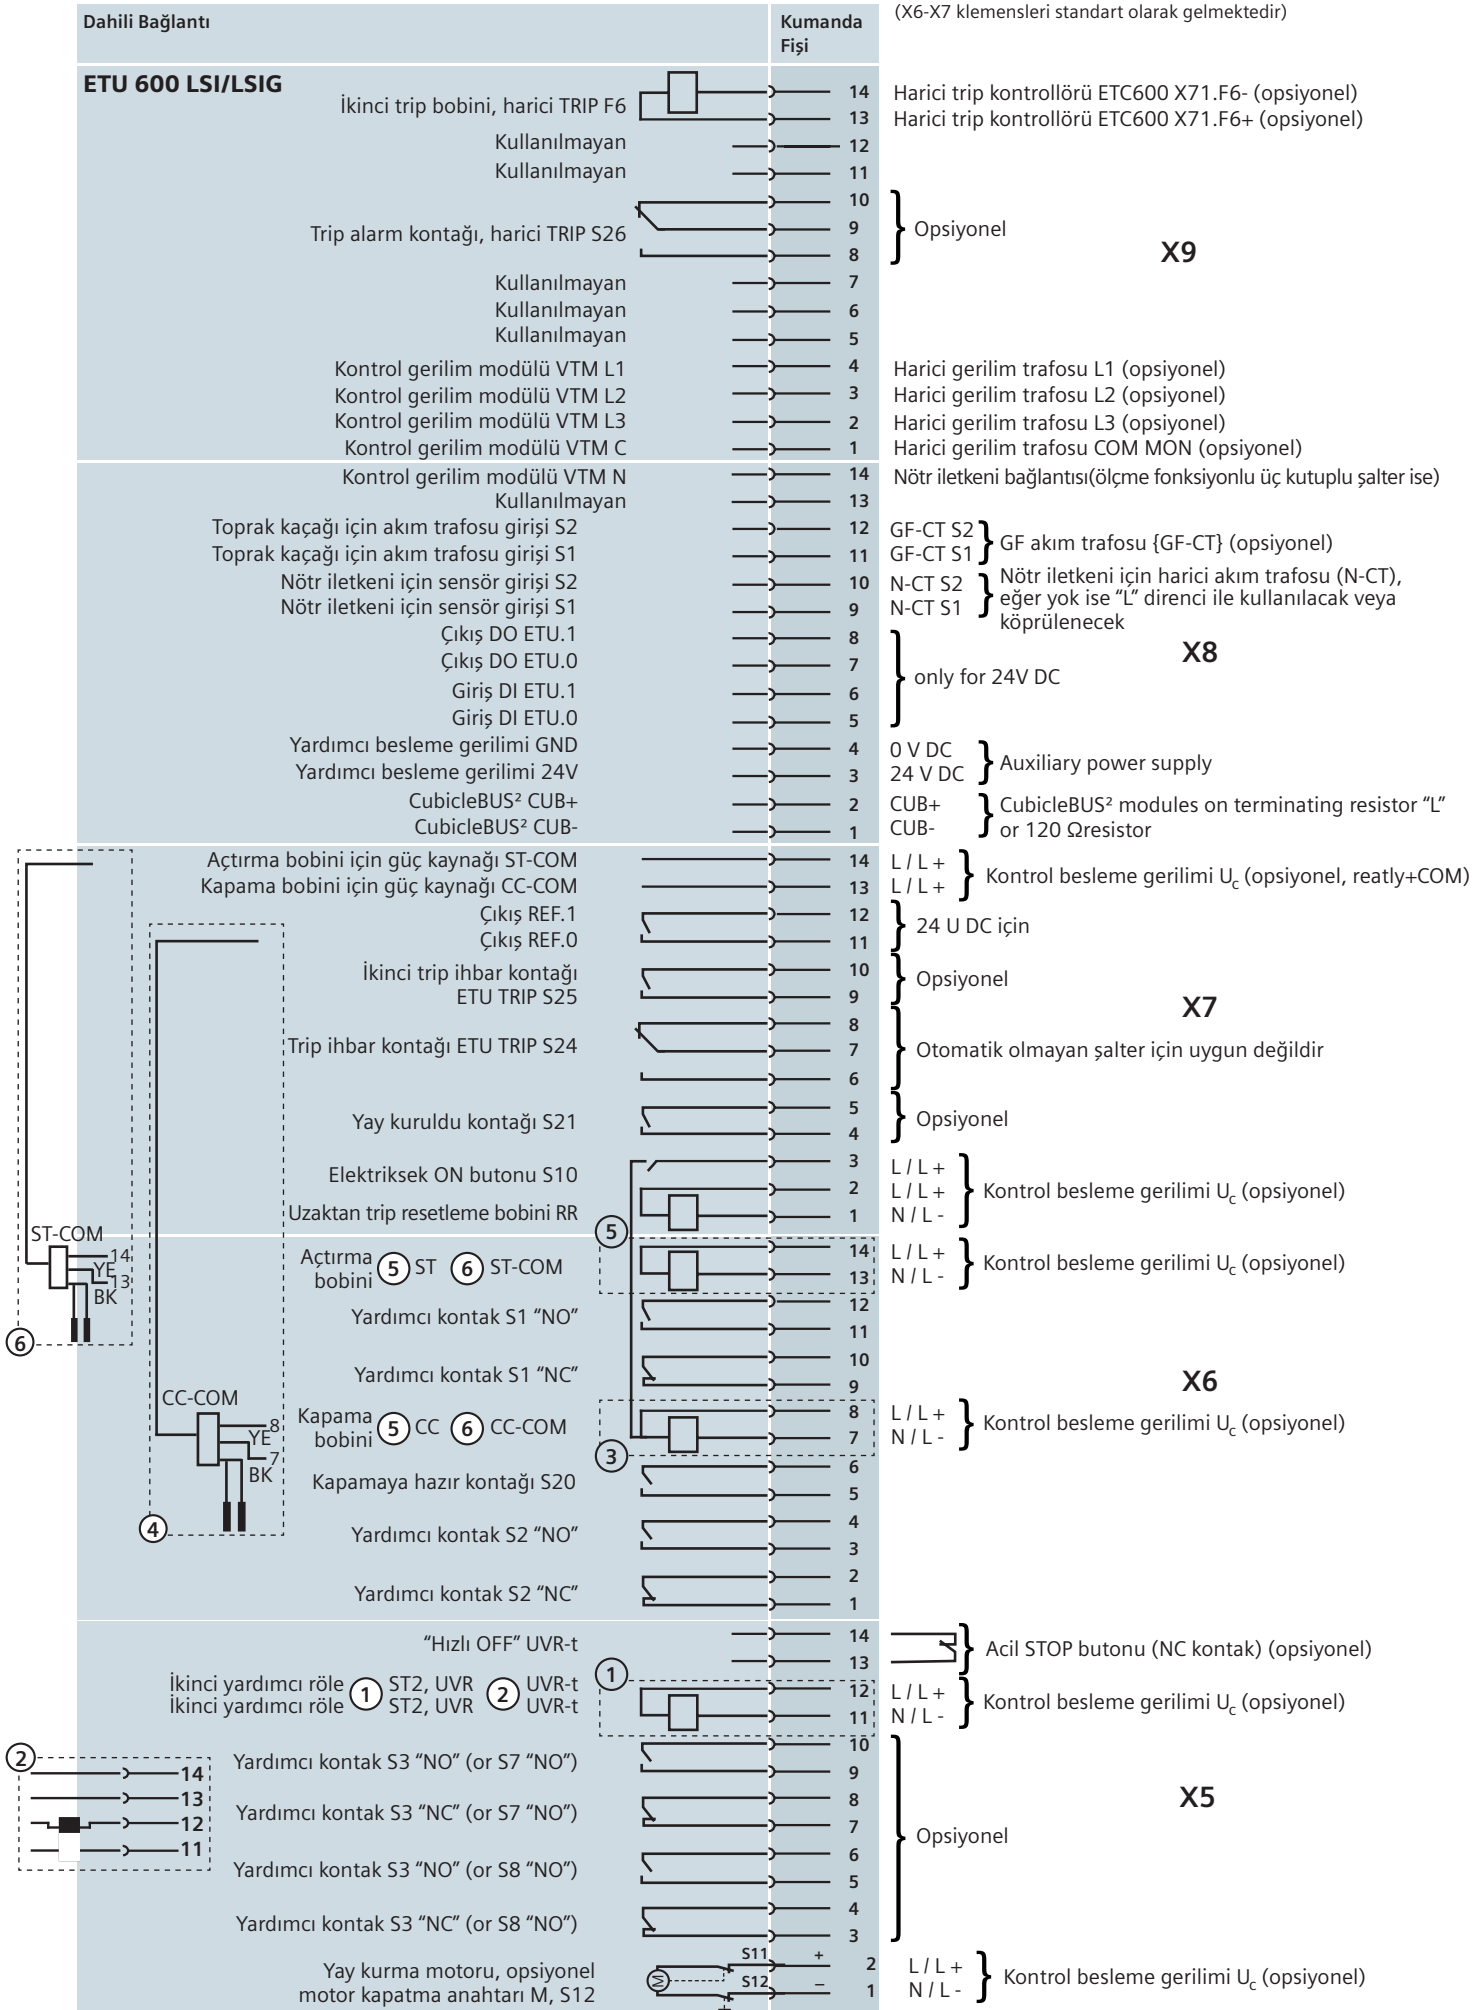 Dahili Bağlantı
Kumanda
Fişi
(X6-X7 klemensleri standart olarak gelmektedir)
ETU 600 LSI/LSIG
İkinci trip bobini, harici TRIP F6
14 Harici trip kontrollörü ETC600 X71.F6- (opsiyonel)
13 Harici trip kontrollörü ETC600 X71.F6+ (opsiyonel)
Kullanılmayan 12
Kullanılmayan 11
10
Trip alarm kontağı, harici TRIP S26 9 Opsiyonel
8
X9
Kullanılmayan 7
Kullanılmayan 6
Kullanılmayan 5
Kontrol gerilim modülü VTM L1 4 Harici gerilim trafosu L1 (opsiyonel)
Kontrol gerilim modülü VTM L2 3 Harici gerilim trafosu L2 (opsiyonel)
Kontrol gerilim modülü VTM L3 2 Harici gerilim trafosu L3 (opsiyonel)
Kontrol gerilim modülü VTM C 1 Harici gerilim trafosu COM MON (opsiyonel)
Kontrol gerilim modülü VTM N 14 Nötr iletkeni bağlantısı(ölçme fonksiyonlu üç kutuplu şalter ise)
Kullanılmayan 13
Toprak kaçağı için akım trafosu girişi S2 12 GF-CT S2
Toprak kaçağı için akım trafosu girişi S1 11 GF-CT S1
GF akım trafosu {GF-CT} (opsiyonel)
Nötr iletkeni için sensör girişi S2 10 N-CT S2
Nötr iletkeni için sensör girişi S1 9 N-CT S1
Nötr iletkeni için harici akım trafosu (N-CT),
eğer yok ise “L” direnci ile kullanılacak veya
köprülenecek
Çıkış DO ETU.1 8
Çıkış DO ETU.0 7
Giriş DI ETU.1 6
Giriş DI ETU.0 5
only for 24V DC
X8
Yardımcı besleme gerilimi GND 4 0 V DC
Yardımcı besleme gerilimi 24V 3 24 V DC
Auxiliary power supply
CubicleBUS² CUB+ 2 CUB+
CubicleBUS² CUB- 1 CUB-
CubicleBUS² modules on terminating resistor “L”
or 120 Ωresistor
Açtırma bobini için güç kaynağı ST-COM 14 L / L +
Kapama bobini için güç kaynağı CC-COM 13 L / L +
Kontrol besleme gerilimi Uc (opsiyonel, reatly+COM)
Çıkış REF.1 12
Çıkış REF.0 11
24 U DC için
İkinci trip ihbar kontağı 10
ETU TRIP S25 9
Opsiyonel
X7
8
Trip ihbar kontağı ETU TRIP S24 7 Otomatik olmayan şalter için uygun değildir
6
Yay kuruldu kontağı S21 5
4
Opsiyonel
Elektriksek ON butonu S10 3 L / L +
2 L / L +
Uzaktan trip resetleme bobini RR 1 N / L -
Kontrol besleme gerilimi Uc (opsiyonel)
5
ST-COM
14
YE
13
BK
6
Açtırma
bobini 5 ST 6 ST-COM
14 L / L +
13 N / L -
Kontrol besleme gerilimi Uc (opsiyonel)
Yardımcı kontak S1 “NO” 12
11
Yardımcı kontak S1 “NC” 10
9
X6
CC-COM
8
YE
7
BK
4
Kapama
bobini 5 CC 6 CC-COM
8 L / L +
7 N / L -
Kontrol besleme gerilimi Uc (opsiyonel)
3
Kapamaya hazır kontağı S20 6
5
Yardımcı kontak S2 “NO” 4
3
Yardımcı kontak S2 “NC” 2
1
“Hızlı OFF” UVR-t 14
13
Acil STOP butonu (NC kontak) (opsiyonel)
1
İkinci yardımcı röle 1 ST2, UVR 2 UVR-t 12 L / L +
İkinci yardımcı röle ST2, UVR UVR-t 11 N / L -
Kontrol besleme gerilimi Uc (opsiyonel)
2
14
13
12
11
Yardımcı kontak S3 “NO” (or S7 “NO”) 10
9
Yardımcı kontak S3 “NC” (or S7 “NO”) 8
7
X5
Opsiyonel
Yardımcı kontak S3 “NO” (or S8 “NO”) 6
5
Yardımcı kontak S3 “NC” (or S8 “NO”) 4
3
Yay kurma motoru, opsiyonel M S11 + 2 L / L +
motor kapatma anahtarı M, S12 S12 – 1 N / L -
Kontrol besleme gerilimi Uc (opsiyonel)